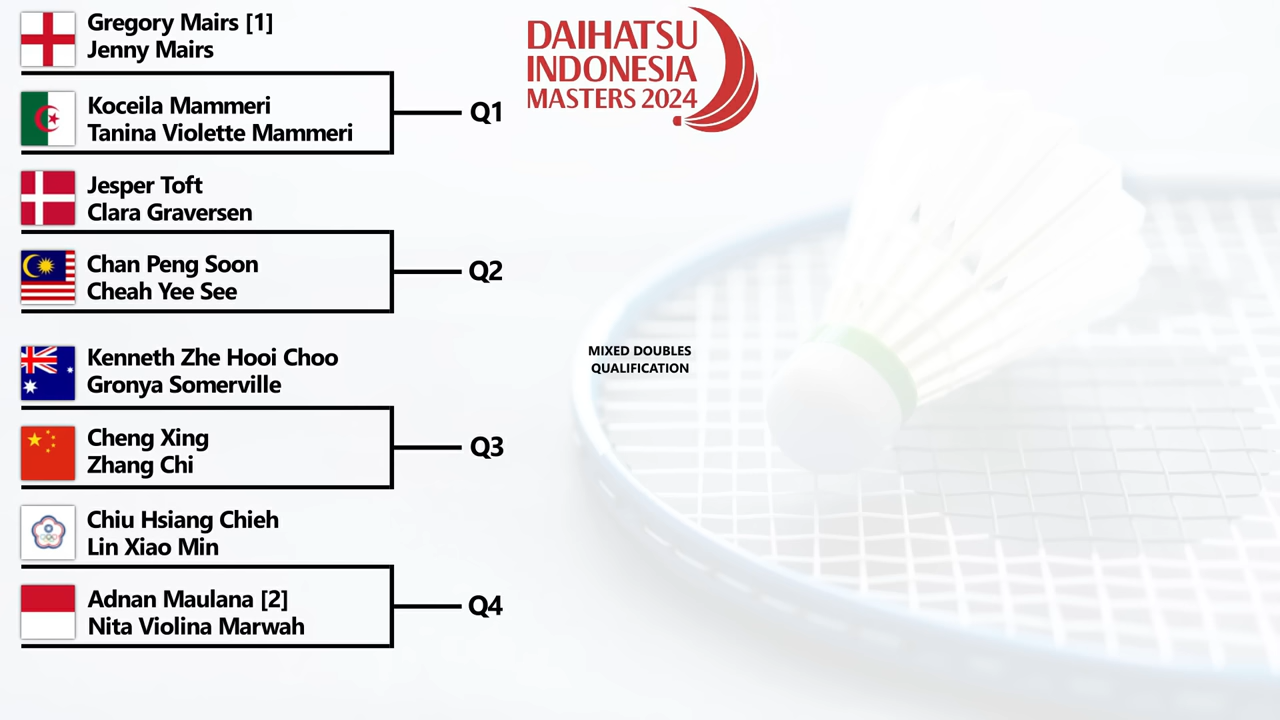 Gregory Mairs [1]
Jenny Mairs
Koceila Mammeri
Tanina Violette Mammeri
Q1
Jesper Toft
Clara Graversen
Chan Peng Soon
Cheah Yee See
Q2
Kenneth Zhe Hooi Choo
Gronya Somerville
Cheng Xing
Zhang Chi
Q3
Chiu Hsiang Chieh
Lin Xiao Min
Adnan Maulana [2]
Nita Violina Marwah
Q4
DAIHATSU
INDONESIA
MASTERS 2024
MIXED DOUBLES
QUALIFICATION